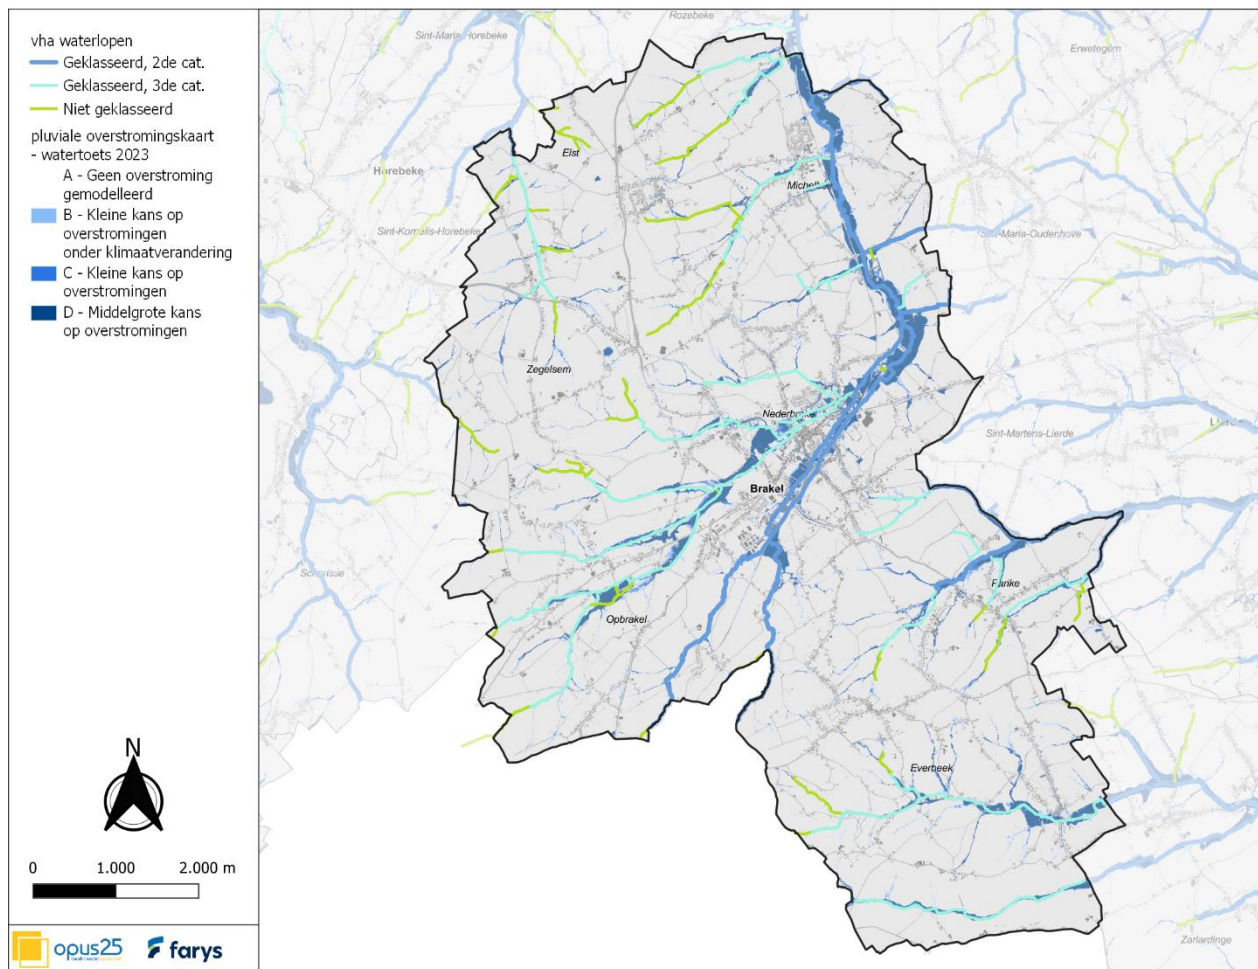 vha waterlopen
Geklasseerd, 2de cat.
Geklasseerd, 3de cat.
Niet geklasseerd
pluviale overstromingskaart
- watertoets 2023
A - Geen overstroming
gemodelleerd
B - Kleine kans op
overstromingen
onder klimaatverandering
C - Kleine kans op
overstromingen
D - Middelgrote kans
op overstromingen
N
0 1.000 2.000 m
opus25
farys
Rozebeke
Sint-Maria-Horebeke
Erwetegem
Elst
Horebeke
Sint-Kornelis-Horebeke
Sint-Maria-Oudenhove
Zegelsem
Sint-Martens-Lierde
Brakel
Opbrakel
Everbeek
Zarlardinge